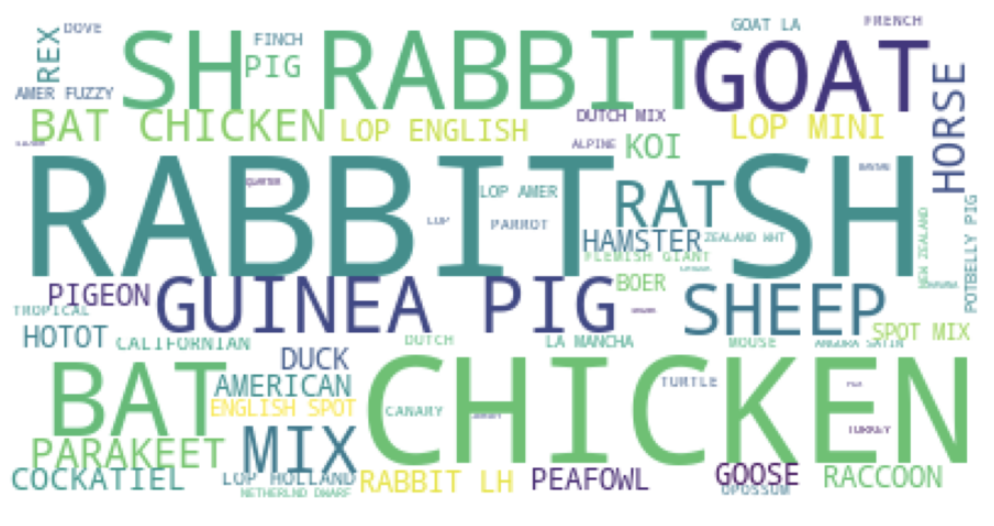 DOVE
REX
FINCH
GOAT LA
FRENCH
SH RABBIT
GOAT
PIG
AMER FUZZY
HORSE
BAT CHICKEN
LOP ENGLISH
DUTCH MIX
LOP MINI
ALPINE
KOI
RABBIT SH
QUARTER
LOP AMER
RAT
LOP
PARROT
HAMSTER
ZEALAND WHT
NEW ZEALAND
POTBELLY PIG
FLEMISH GIANT
PIGEON
GUINEA PIG
BOER
SHEEP
TROPICAL
HOTOT
CALIFORNIAN
DUTCH
LA MANCHA
MOUSE
ANGORA SATIN
SPOT MIX
DUCK
BAT
CHICKEN
AMERICAN
TURTLE
ENGLISH SPOT
CANARY
MIX
TURKEY
PARAKEET
COCKATIEL
LOP HOLLAND
RABBIT LH
PEAFOWL
GOOSE
RACCOON
OPOSSUM
NETHERLND DWARF